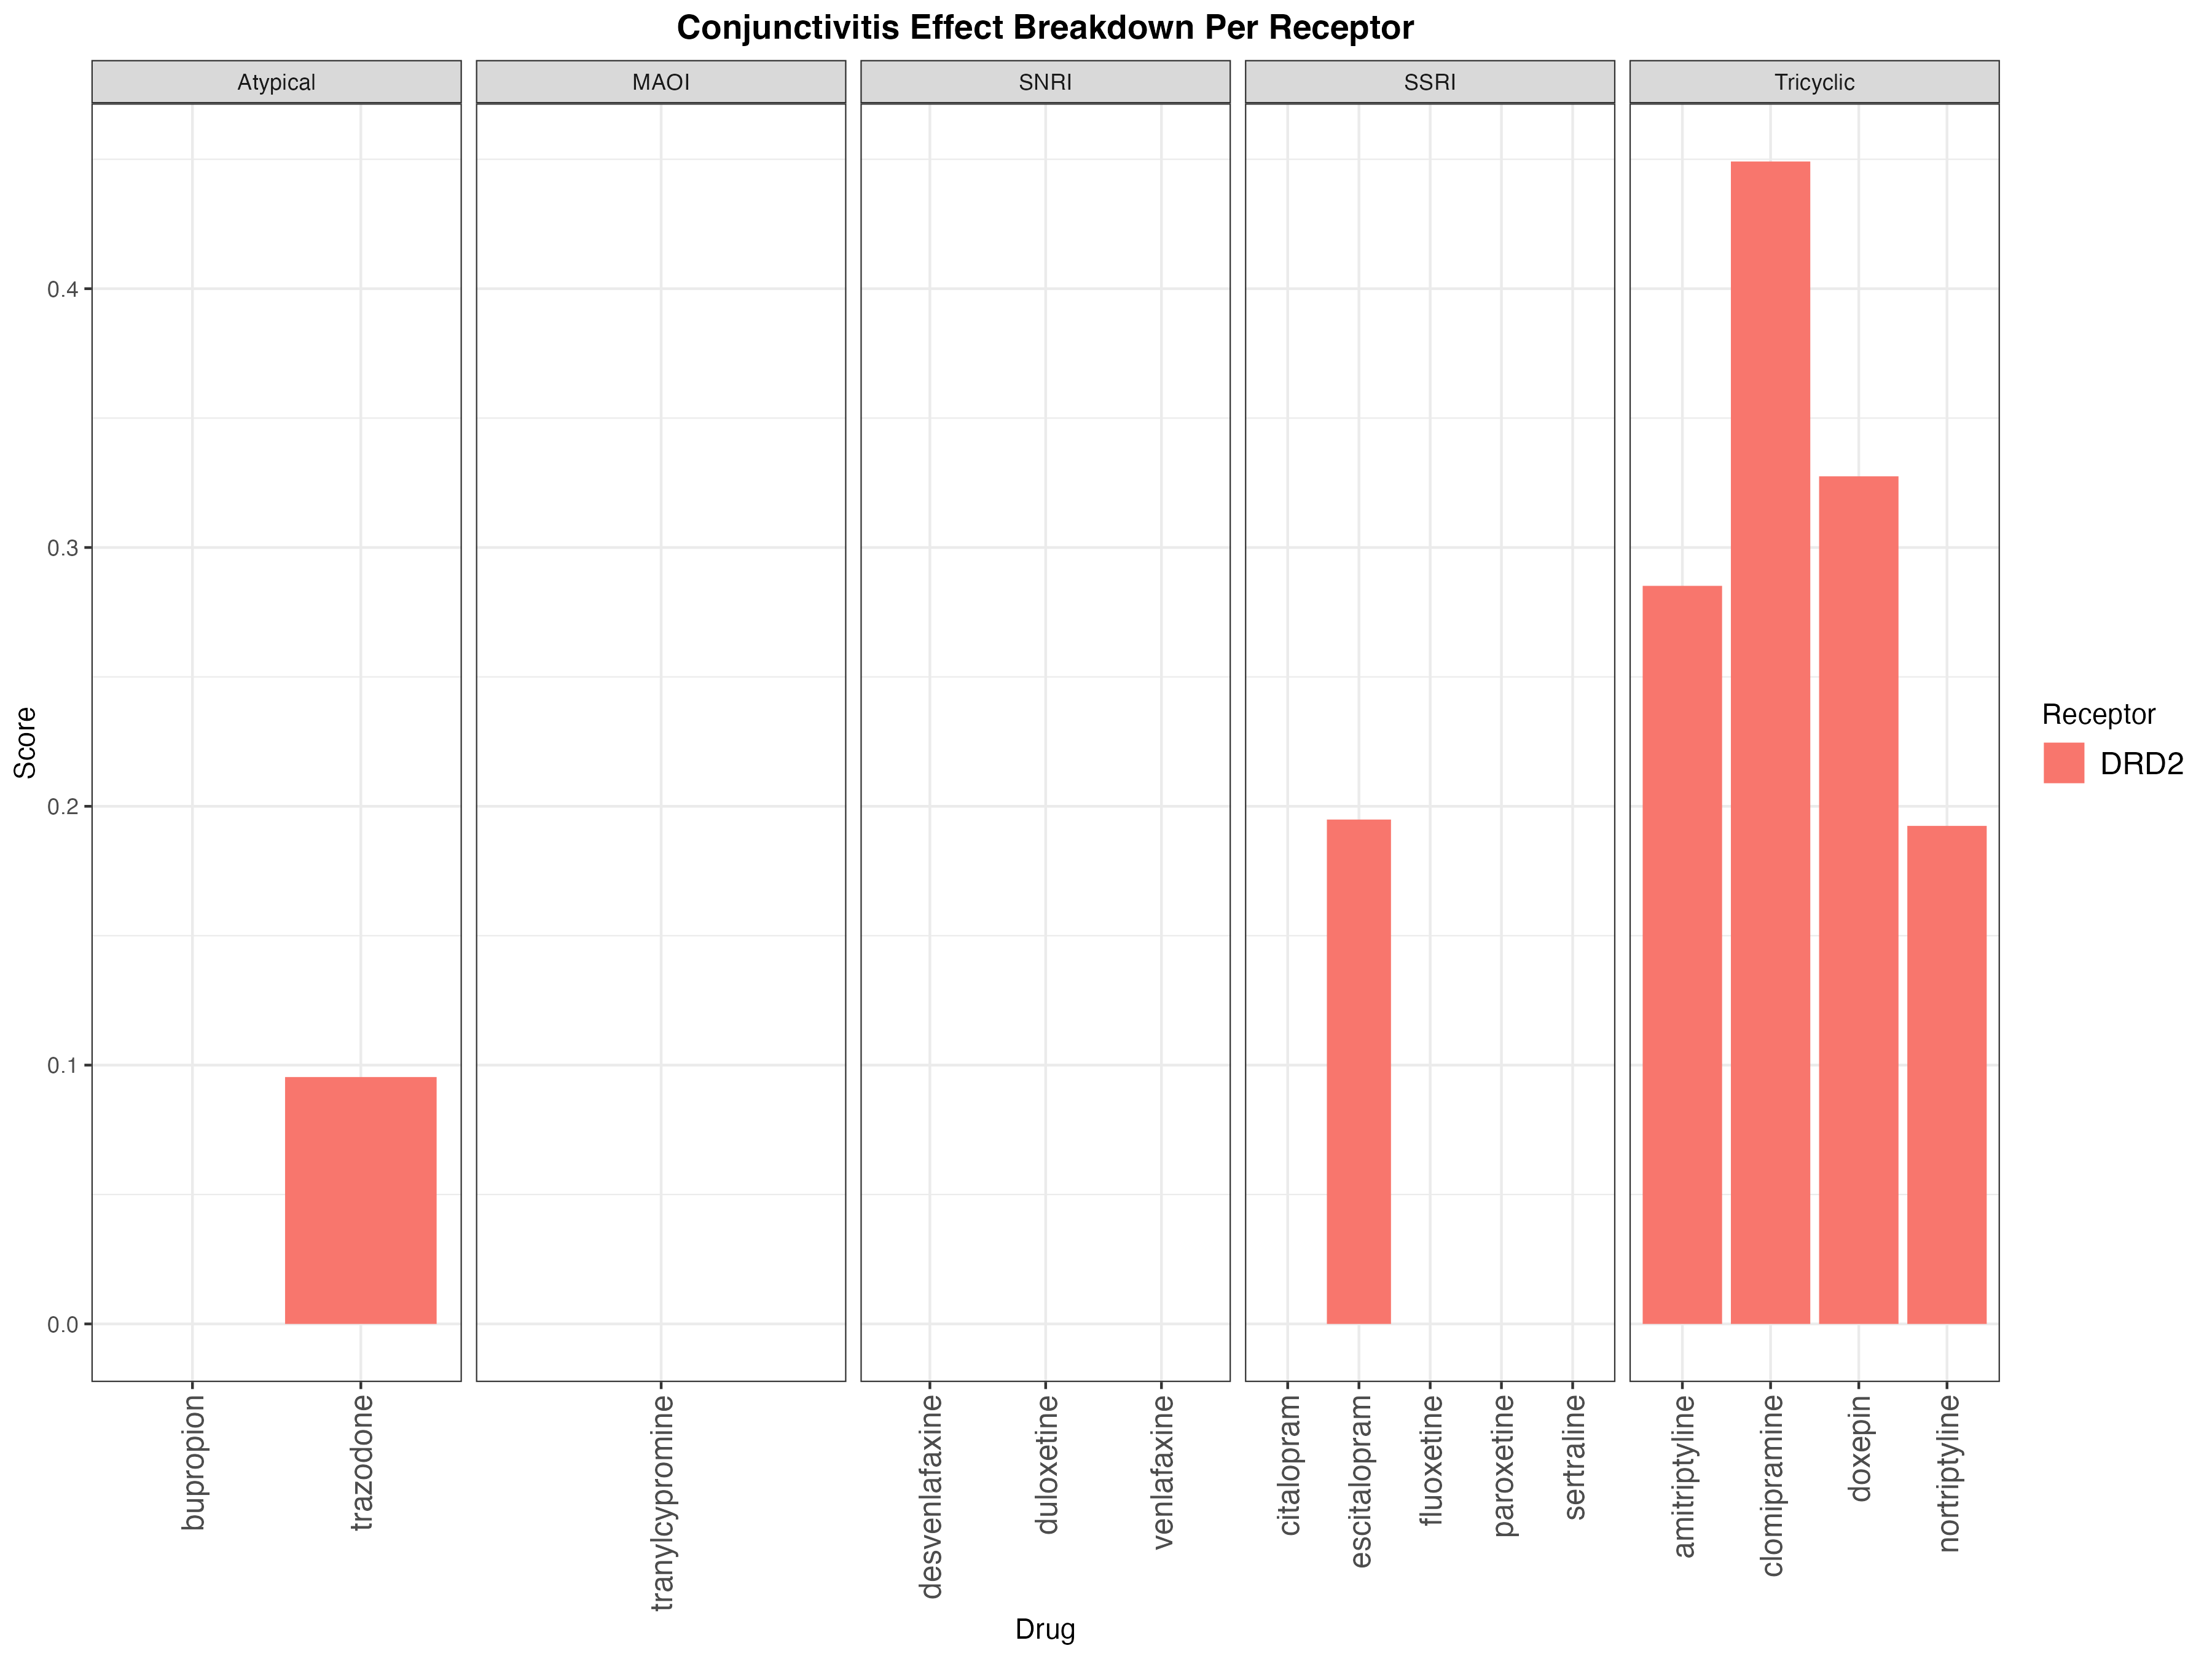 Conjunctivitis Effect Breakdown Per Receptor
Atypical
MAOI
SNRI
SSRI
Tricyclic
Score
0.4
0.3
0.2
0.1
0.0
bupropion
trazodone
tranylcypromine
desvenlafaxine
duloxetine
venlafaxine
citalopram
escitalopram
fluoxetine
paroxetine
sertraline
amitriptyline
clomipramine
doxepin
nortriptyline
Drug
Receptor
DRD2